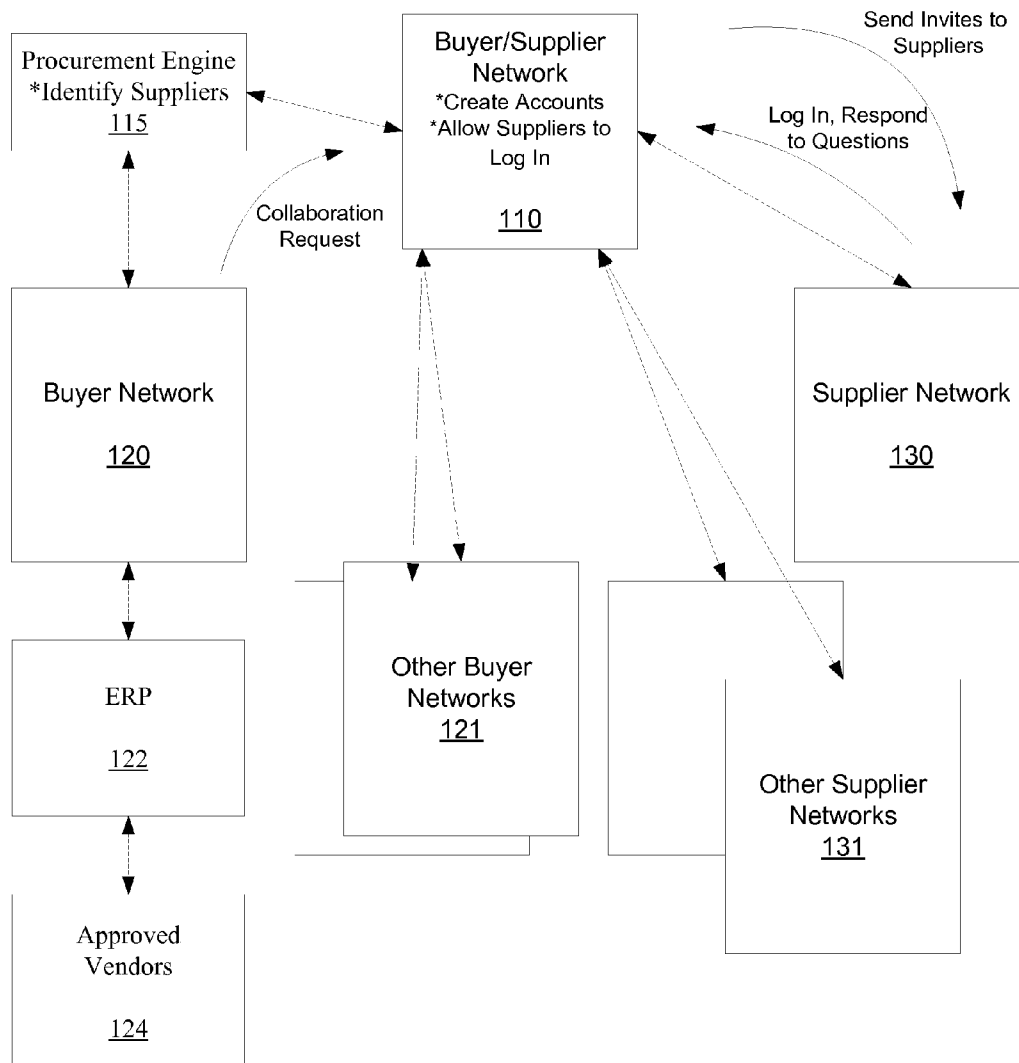 Procurement Engine
*Identify Suppliers
115
Buyer/Supplier
Network
*Create Accounts
*Allow Suppliers to
Log In
110
Send Invites to
Suppliers
Log In, Respond
to Questions
Collaboration
Request
Buyer Network
120
Supplier Network
130
ERP
122
Other Buyer
Networks
121
Other Supplier
Networks
131
Approved
Vendors
124